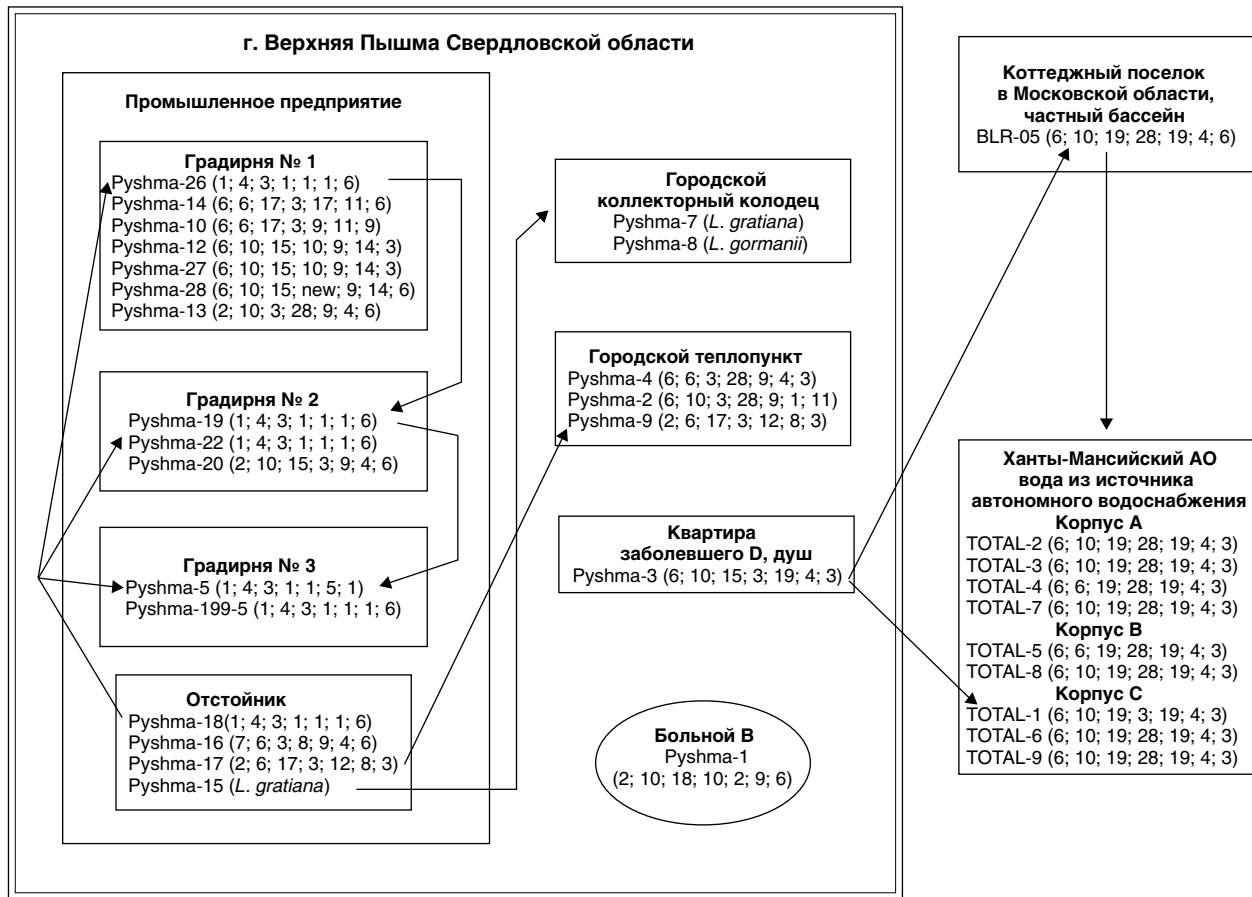 г. Верхняя Пышма Свердловской области
Промышленное предприятие
Градирня № 1
Pyshma-26 (1; 4; 3; 1; 1; 1; 6)
Pyshma-14 (6; 6; 17; 3; 17; 11; 6)
Pyshma-10 (6; 6; 17; 3; 9; 11; 9)
Pyshma-12 (6; 10; 15; 10; 9; 14; 3)
Pyshma-27 (6; 10; 15; 10; 9; 14; 3)
Pyshma-28 (6; 10; 15; new; 9; 14; 6)
Pyshma-13 (2; 10; 3; 28; 9; 4; 6)
Градирня № 2
Pyshma-19 (1; 4; 3; 1; 1; 1; 6)
Pyshma-22 (1; 4; 3; 1; 1; 1; 6)
Pyshma-20 (2; 10; 15; 3; 9; 4; 6)
Градирня № 3
Pyshma-5 (1; 4; 3; 1; 1; 5; 1)
Pyshma-199-5 (1; 4; 3; 1; 1; 1; 6)
Отстойник
Pyshma-18(1; 4; 3; 1; 1; 1; 6)
Pyshma-16 (7; 6; 3; 8; 9; 4; 6)
Pyshma-17 (2; 6; 17; 3; 12; 8; 3)
Pyshma-15 (L. gratiana)
Городской
коллекторный колодец
Pyshma-7 (L. gratiana)
Pyshma-8 (L. gormanii)
Городской теплопункт
Pyshma-4 (6; 6; 3; 28; 9; 4; 3)
Pyshma-2 (6; 10; 3; 28; 9; 1; 11)
Pyshma-9 (2; 6; 17; 3; 12; 8; 3)
Квартира
заболевшего D, душ
Pyshma-3 (6; 10; 15; 3; 19; 4; 3)
Больной В
Pyshma-1
(2; 10; 18; 10; 2; 9; 6)
Коттеджный поселок
в Московской области,
частный бассейн
BLR-05 (6; 10; 19; 28; 19; 4; 6)
Ханты-Мансийский АО
вода из источника
автономного водоснабжения
Корпус А
TOTAL-2 (6; 10; 19; 28; 19; 4; 3)
TOTAL-3 (6; 10; 19; 28; 19; 4; 3)
TOTAL-4 (6; 6; 19; 28; 19; 4; 3)
TOTAL-7 (6; 10; 19; 28; 19; 4; 3)
Корпус В
TOTAL-5 (6; 6; 19; 28; 19; 4; 3)
TOTAL-8 (6; 10; 19; 28; 19; 4; 3)
Корпус С
TOTAL-1 (6; 10; 19; 3; 19; 4; 3)
TOTAL-6 (6; 10; 19; 28; 19; 4; 3)
TOTAL-9 (6; 10; 19; 28; 19; 4; 3)